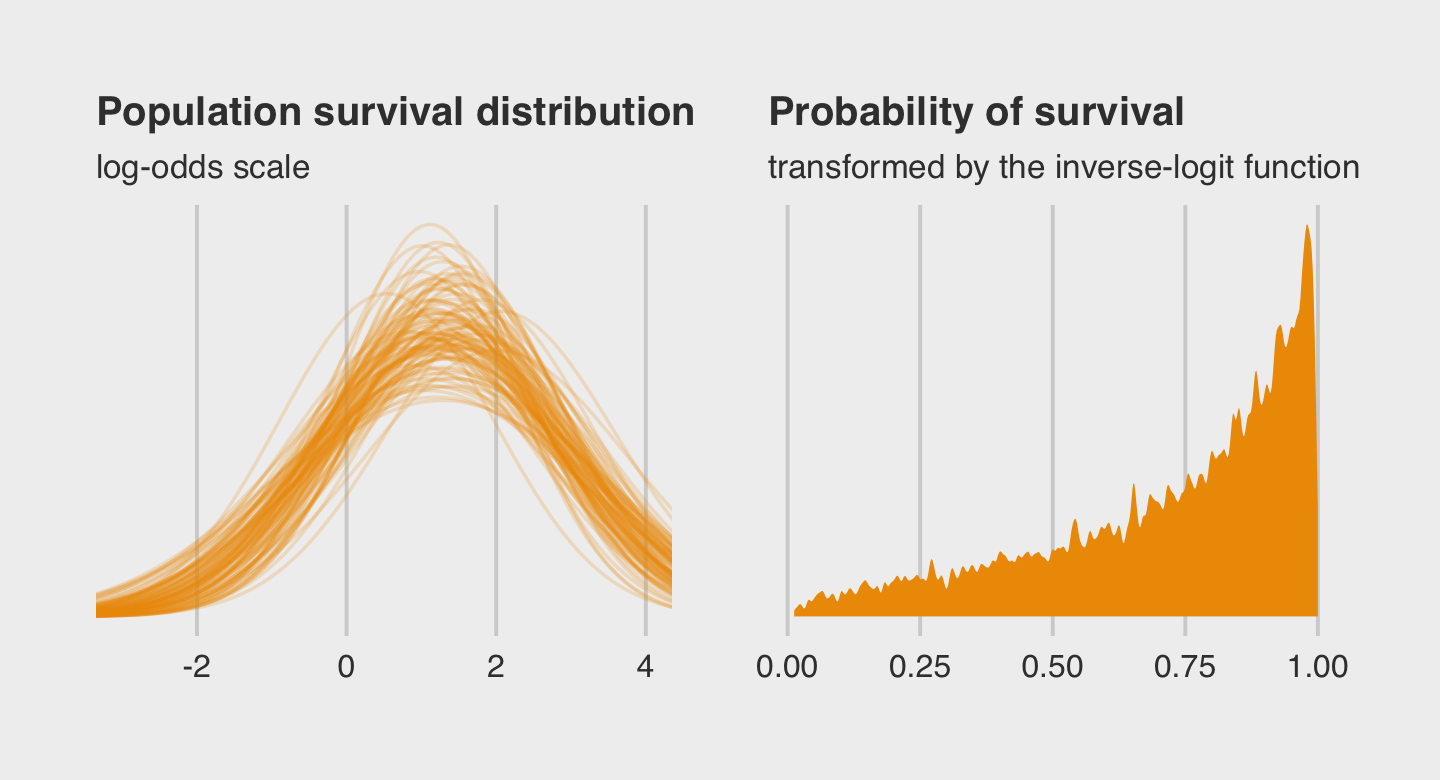 Population survival distribution
log-odds scale
-2 0 2 4
Probability of survival
transformed by the inverse-logit function
0.00 0.25 0.50 0.75 1.00